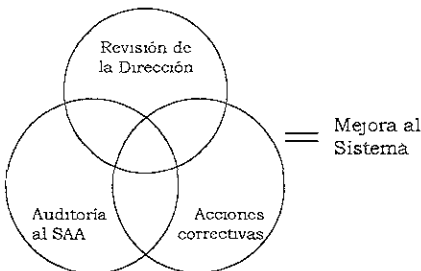 Revisión de
la Dirección
Mejora al
Sistema
Auditoría
al SAA
Acciones
correctivas